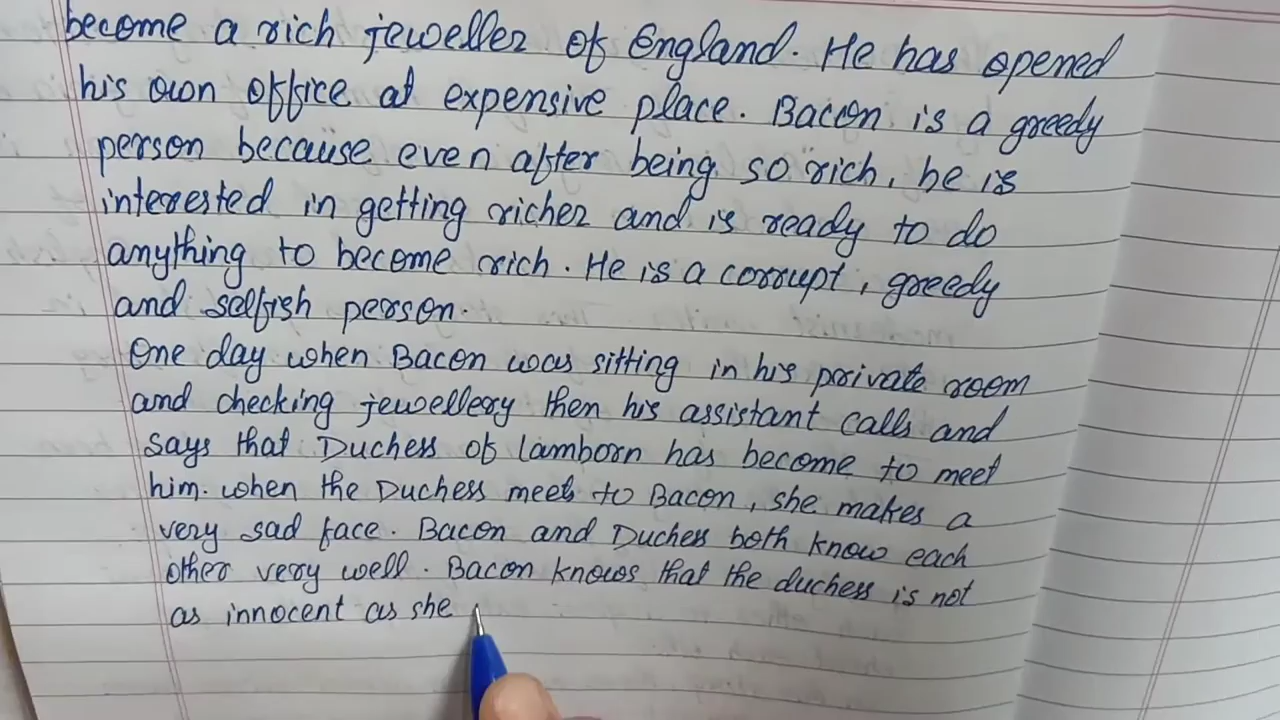 become a rich jeweller of England. He has opened
his own office at expensive place. Bacon is a greedy
person because even after being so rich, he is
interested in getting richer and is ready to do
anything to become rich. He is a corrupt, greedy
and selfish person.
One day when Bacon was sitting in his private room
and checking jewellery then his assistant calls and
says that Duchess of lamborn has become to meet
him. when the Duchess meets to Bacon, she makes a
very sad face. Bacon and Duchess both know each
other very well. Bacon knows that the duchess is not
as innocent as she